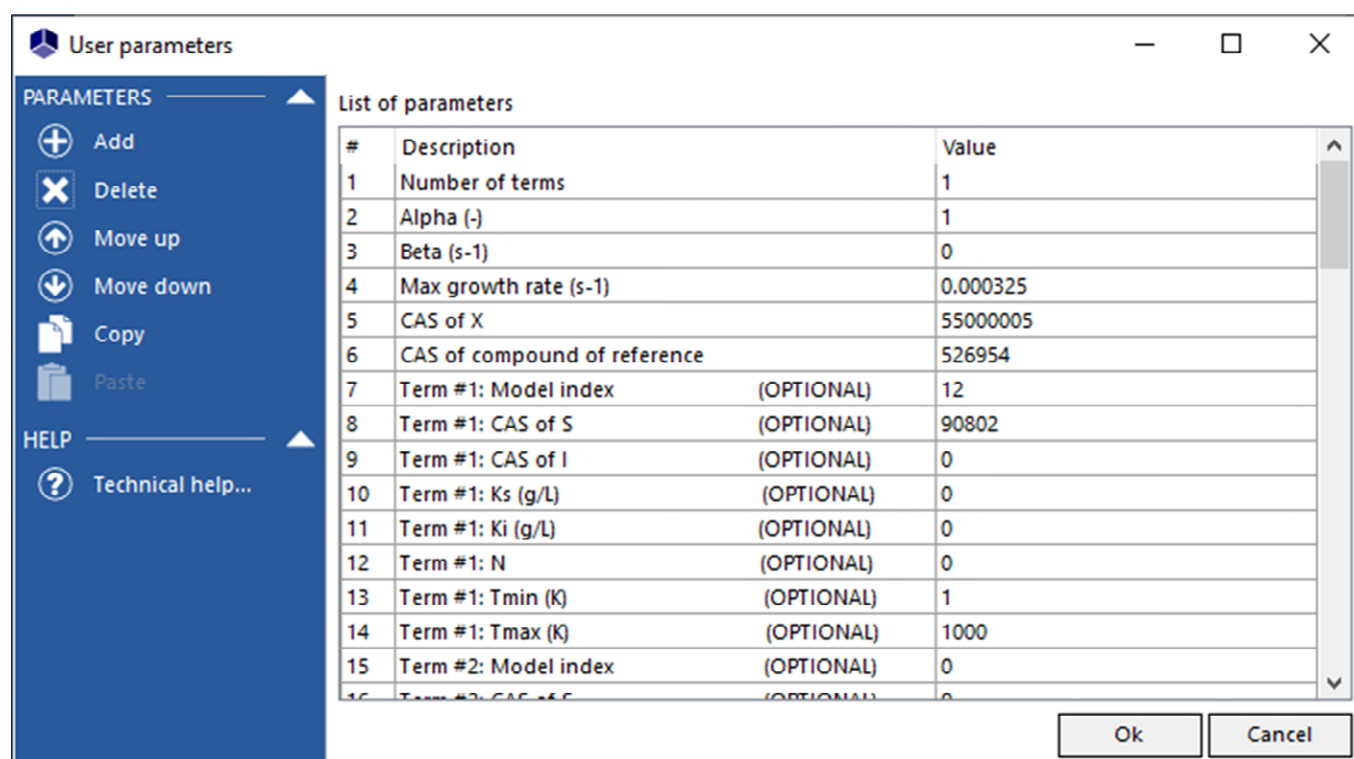 User parameters
PARAMETERS
Add
Delete
Move up
Move down
Copy
Paste
HELP
Technical help...
List of parameters
# Description Value
1 Number of terms 1
2 Alpha (-) 1
3 Beta (s-1) 0
4 Max growth rate (s-1) 0.000325
5 CAS of X 55000005
6 CAS of compound of reference 526954
7 Term #1: Model index (OPTIONAL) 12
8 Term #1: CAS of S (OPTIONAL) 90802
9 Term #1: CAS of I (OPTIONAL) 0
10 Term #1: Ks (g/L) (OPTIONAL) 0
11 Term #1: Ki (g/L) (OPTIONAL) 0
12 Term #1: N (OPTIONAL) 0
13 Term #1: Tmin (K) (OPTIONAL) 1
14 Term #1: Tmax (K) (OPTIONAL) 1000
15 Term #2: Model index (OPTIONAL) 0
Ok Cancel